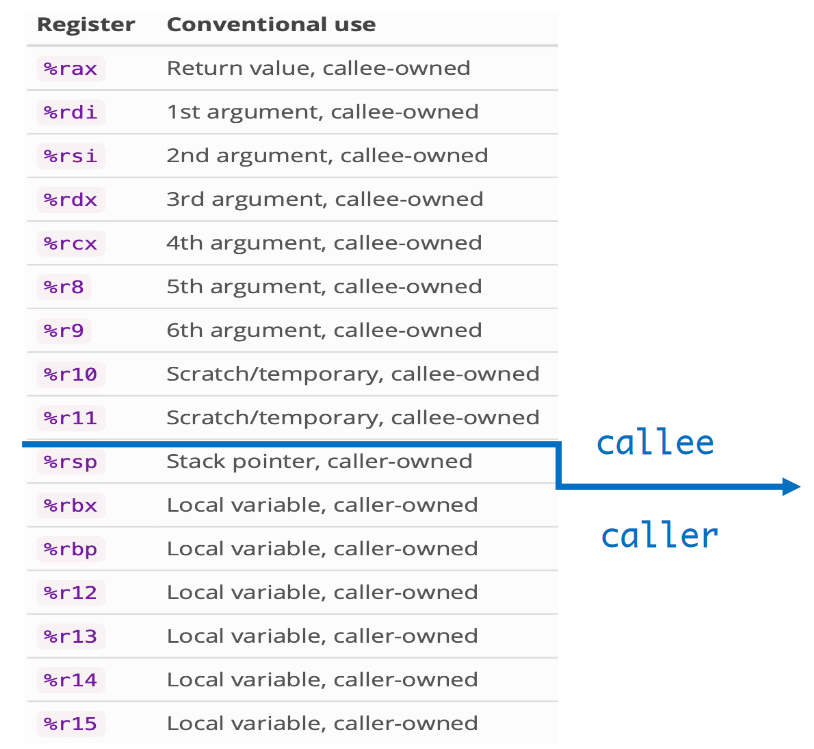 Register Conventional use
%rax Return value, callee-owned
%rdi 1st argument, callee-owned
%rsi 2nd argument, callee-owned
%rdx 3rd argument, callee-owned
%rcx 4th argument, callee-owned
%r8 5th argument, callee-owned
%r9 6th argument, callee-owned
%r10 Scratch/temporary, callee-owned
%r11 Scratch/temporary, callee-owned
callee
%rsp Stack pointer, caller-owned
%rbx Local variable, caller-owned
caller
%rbp Local variable, caller-owned
%r12 Local variable, caller-owned
%r13 Local variable, caller-owned
%r14 Local variable, caller-owned
%r15 Local variable, caller-owned